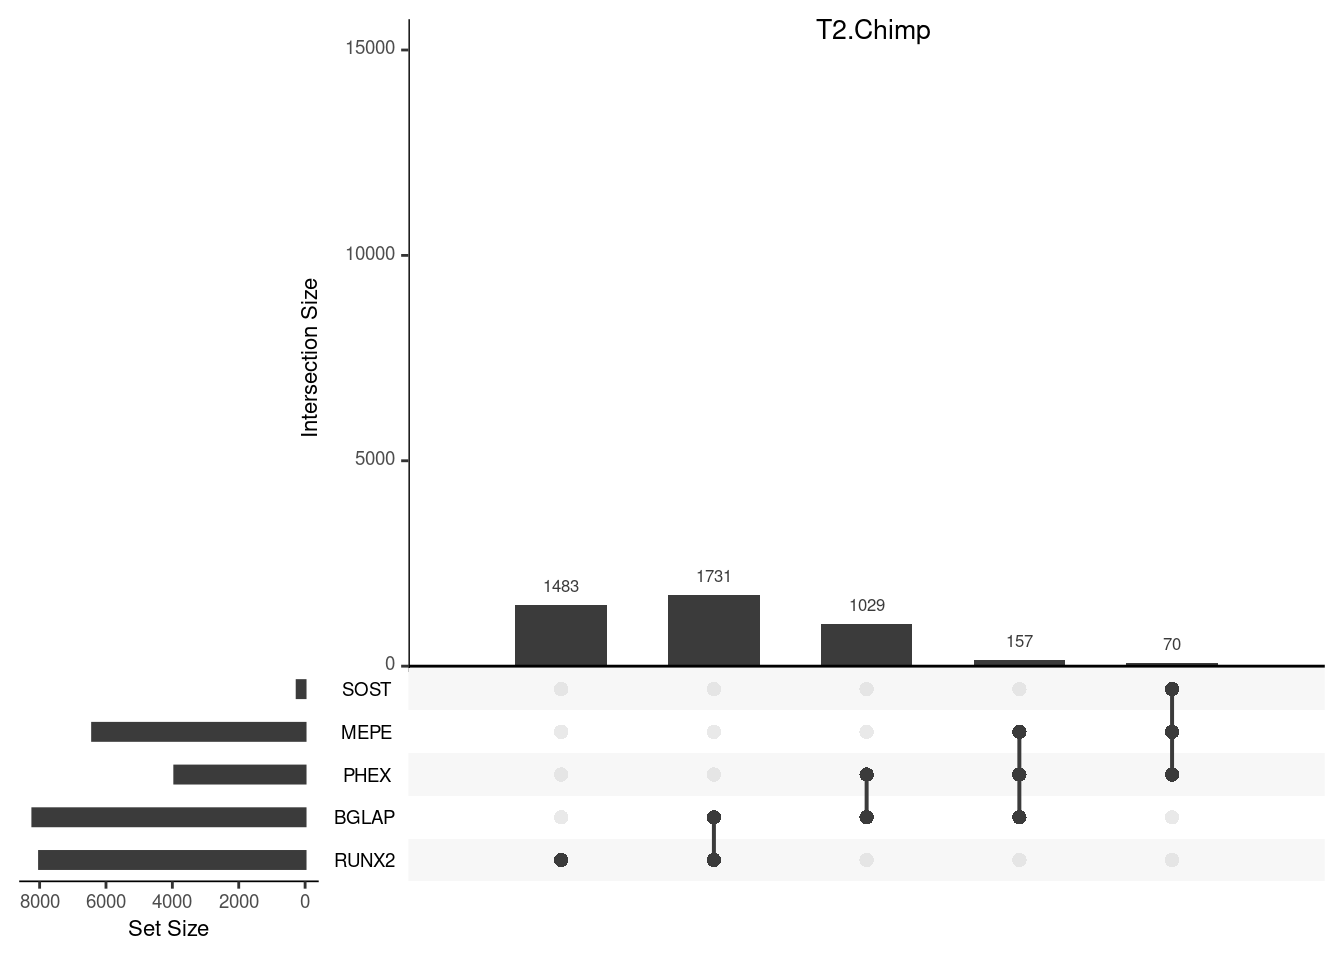 T2.Chimp
15000
10000
5000
0
Intersection Size
1483
1731
1029
157
70
SOST
MEPE
PHEX
BGLAP
RUNX2
8000 6000 4000 2000 0
Set Size